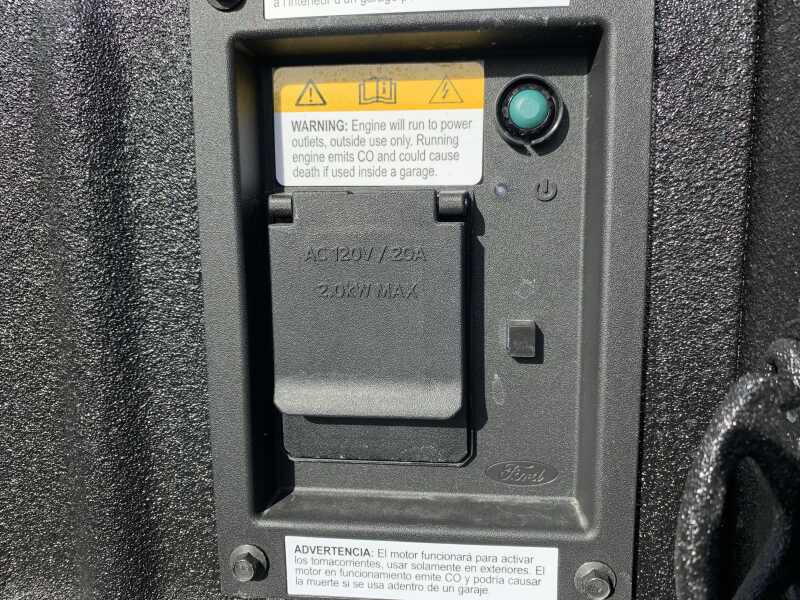 à l'intérieur d'un garage
WARNING: Engine will run to power
outlets, outside use only. Running
engine emits CO and could cause
death if used inside a garage.
AC 120V / 20A
2.0kW MAX
Ford
ADVERTENCIA: El motor funcionará para activar
los tomacorrientes, usar solamente en exteriores. El
motor en funcionamiento emite CO y podría causar
la muerte si se usa adentro de un garaje.